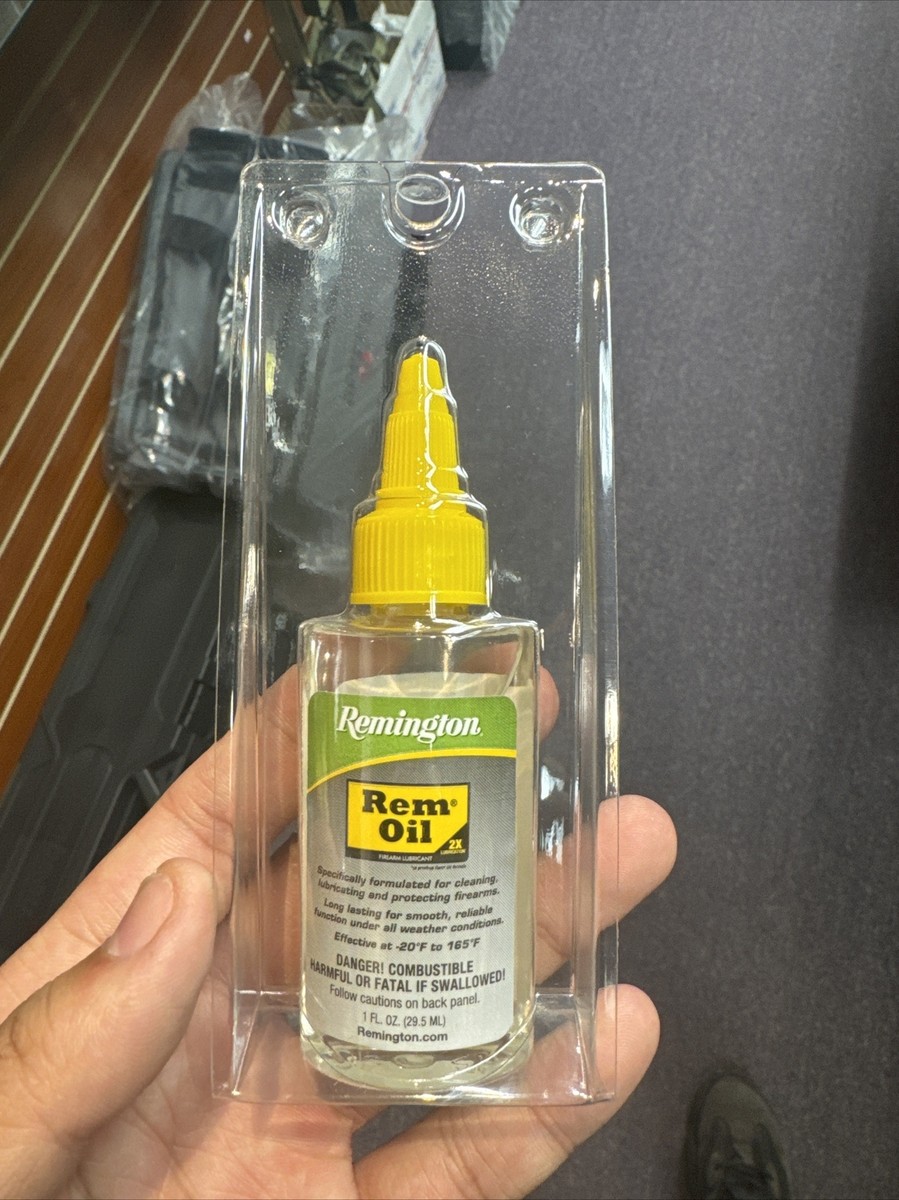 Remington
Rem®
Oil
2X
LUBRICATION*
FIREARM LUBRICANT
Specifically formulated for cleaning,
lubricating and protecting firearms.
Long lasting for smooth, reliable
function under all weather conditions.
Effective at -20°F to 165°F
DANGER! COMBUSTIBLE
HARMFUL OR FATAL IF SWALLOWED!
Follow cautions on back panel.
1 FL. OZ. (29.5 ML)
Remington.com